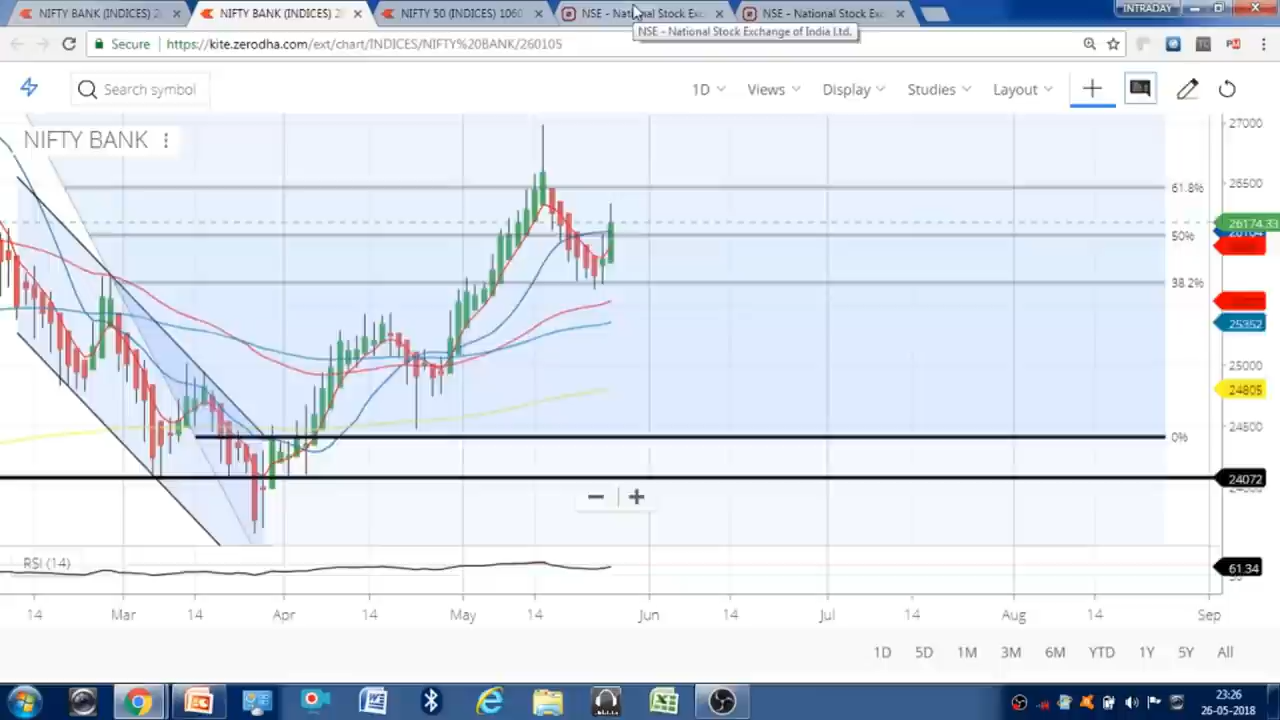 NIFTY BANK (INDICES) 2
NIFTY BANK (INDICES) 2
NIFTY 50 (INDICES) 1060
NSE - National Stock Exc
NSE - National Stock Exc
INTRADAY
NSE - National Stock Exchange of India Ltd.
Secure
https://kite.zerodha.com/ext/chart/INDICES/NIFTY%20BANK/260105
Search symbol
1D
Views
Display
Studies
Layout
NIFTY BANK
27000
61.8%
26500
26174.33
50%
38.2%
25352
25000
24805
24500
0%
24072
RSI (14)
61.34
14 Mar 14 Apr 14 May 14 Jun 14 Jul 14 Aug 14 Sep
1D 5D 1M 3M 6M YTD 1Y 5Y All
23:26
26-05-2018